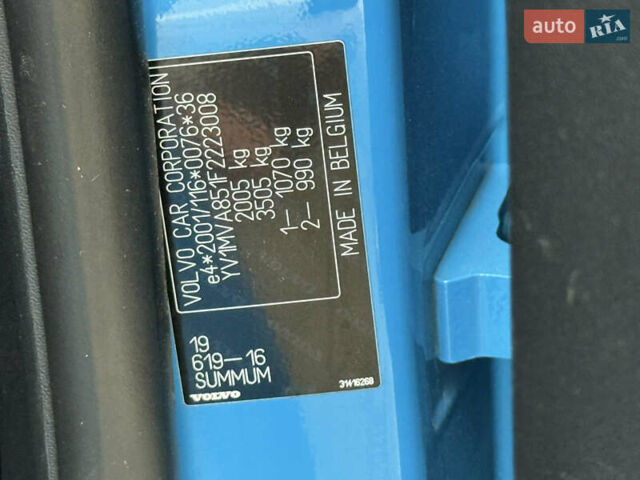 auto RIA
.com
VOLVO CAR CORPORATION
e4*2001/116*0076*36
YV1MVA851F2223008
2005 kg
3505 kg
1– 1070 kg
2– 990 kg
MADE IN BELGIUM
19
619–16
SUMMUM
VOLVO
31416268